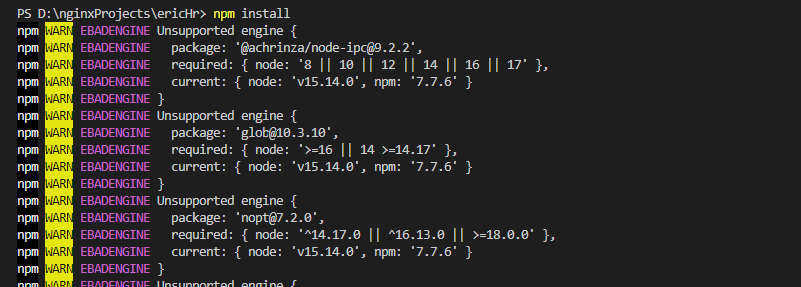 PS D:\nginxProjects\ericHr> npm install
npm WARN EBADENGINE Unsupported engine {
npm WARN EBADENGINE   package: '@achrinza/node-ipc@9.2.2',
npm WARN EBADENGINE   required: { node: '8 || 10 || 12 || 14 || 16 || 17' },
npm WARN EBADENGINE   current: { node: 'v15.14.0', npm: '7.7.6' }
npm WARN EBADENGINE }
npm WARN EBADENGINE Unsupported engine {
npm WARN EBADENGINE   package: 'glob@10.3.10',
npm WARN EBADENGINE   required: { node: '>=16 || 14 >=14.17' },
npm WARN EBADENGINE   current: { node: 'v15.14.0', npm: '7.7.6' }
npm WARN EBADENGINE }
npm WARN EBADENGINE Unsupported engine {
npm WARN EBADENGINE   package: 'nopt@7.2.0',
npm WARN EBADENGINE   required: { node: '^14.17.0 || ^16.13.0 || >=18.0.0' },
npm WARN EBADENGINE   current: { node: 'v15.14.0', npm: '7.7.6' }
npm WARN EBADENGINE }
npm WARN EBADENGINE Unsupported engine {